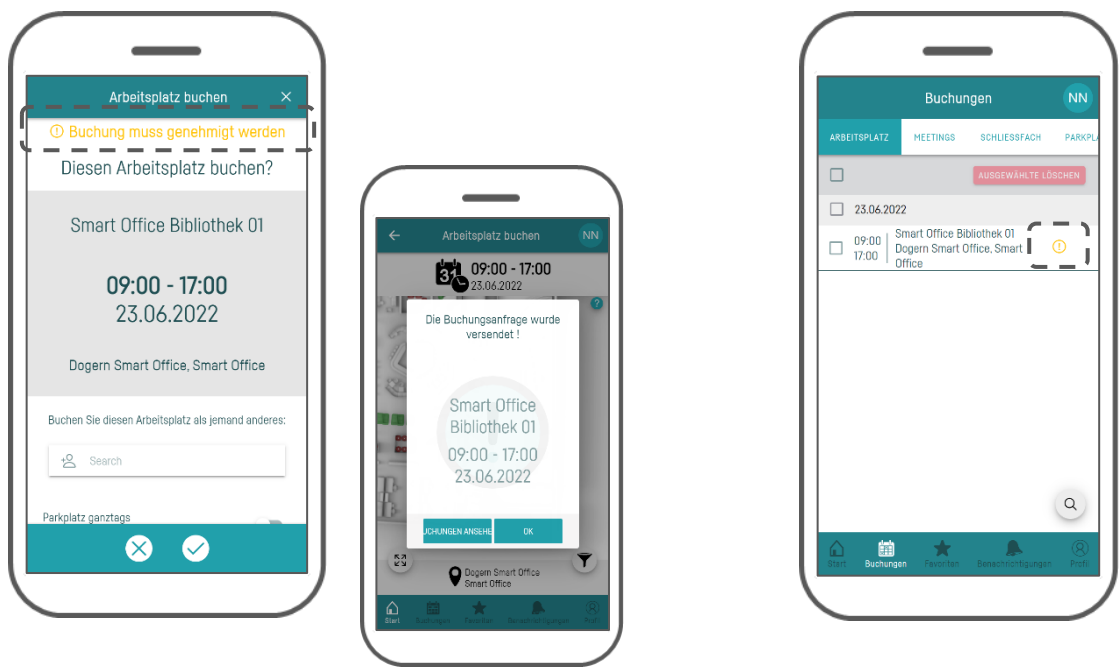 Arbeitsplatz buchen
Buchung muss genehmigt werden
Diesen Arbeitsplatz buchen?
Smart Office Bibliothek 01
09:00 - 17:00
23.06.2022
Dogern Smart Office, Smart Office
Buchen Sie diesen Arbeitsplatz als jemand anderes:
Search
Parkplatz ganztags
Arbeitsplatz buchen
NN
31
09:00 - 17:00
23.06.2022
?
Die Buchungsanfrage wurde
versendet !
Smart Office
Bibliothek 01
09:00 - 17:00
23.06.2022
UCHUNGEN ANSEHE
OK
Dogern Smart Office
Smart Office
Start Buchungen Favoriten Benachrichtigungen Profil
Buchungen
NN
ARBEITSPLATZ MEETINGS SCHLIESSFACH PARKPLA
AUSGEWÄHLTE LÖSCHEN
23.06.2022
09:00
17:00
Smart Office Bibliothek 01
Dogern Smart Office, Smart
Office
Start Buchungen Favoriten Benachrichtigungen Profil